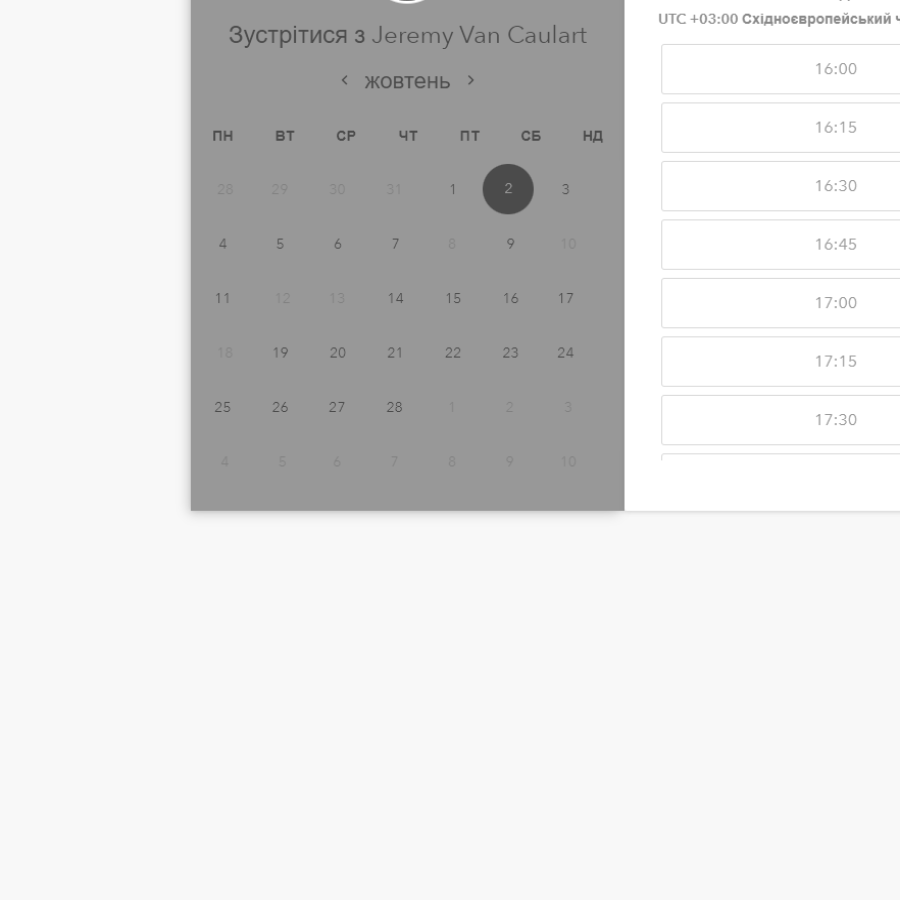 Зустрітися з Jeremy Van Caulart
жовтень
ПН ВТ СР ЧТ ПТ СБ НД
28 29 30 31 1 2 3
4 5 6 7 8 9 10
11 12 13 14 15 16 17
18 19 20 21 22 23 24
25 26 27 28 1 2 3
4 5 6 7 8 9 10
UTC +03:00 Східноєвропейський
16:00
16:15
16:30
16:45
17:00
17:15
17:30